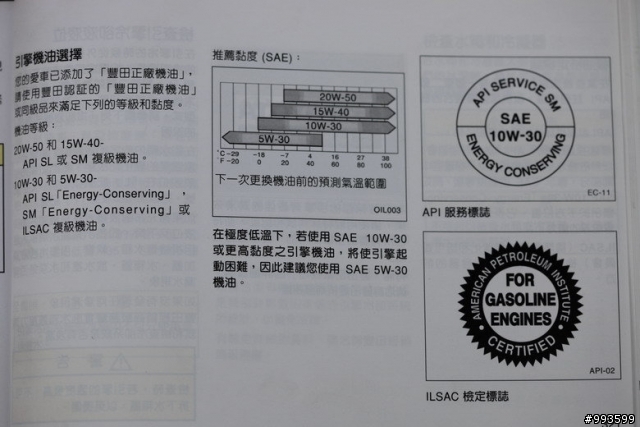 引擎機油選擇
您的愛車已添加了「豐田正廠機油」,
請使用豐田認証的「豐田正廠機油」
或同級品來滿足下列的等級和黏度。
機油等級:
20W-50 和 15W-40-
API SL 或 SM 複級機油。
10W-30 和 5W-30-
API SL「Energy-Conserving」,
SM「Energy-Conserving」或
ILSAC 複級機油。
推薦黏度 (SAE):
20W-50
15W-40
10W-30
5W-30
°C -29 -18 -7 4 16 27 38
°F -20 0 20 40 60 80 100
下一次更換機油前的預測氣溫範圍
OIL003
在極度低溫下,若使用 SAE 10W-30
或更高黏度之引擎機油,將使引擎起
動困難,因此建議您使用 SAE 5W-30
機油。
API SERVICE SM
SAE
10W-30
ENERGY CONSERVING
EC-11
API 服務標誌
AMERICAN PETROLEUM INSTITUTE
FOR
GASOLINE
ENGINES
CERTIFIED
API-02
ILSAC 檢定標誌
#993599